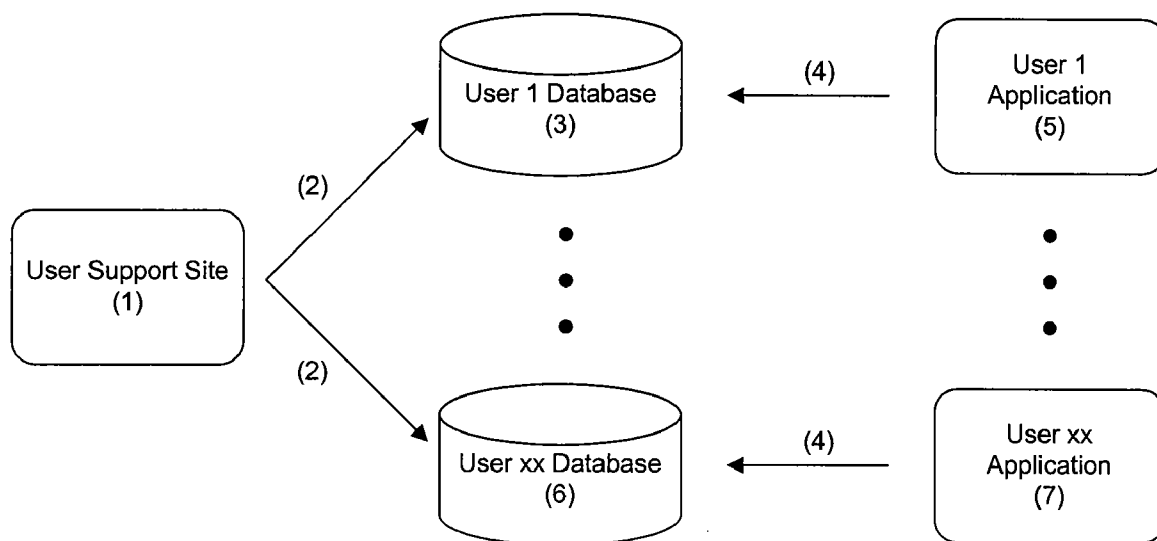 User 1 Database
(3)
(4)
User 1
Application
(5)
(2)
User Support Site
(1)
(2)
User xx Database
(6)
(4)
User xx
Application
(7)